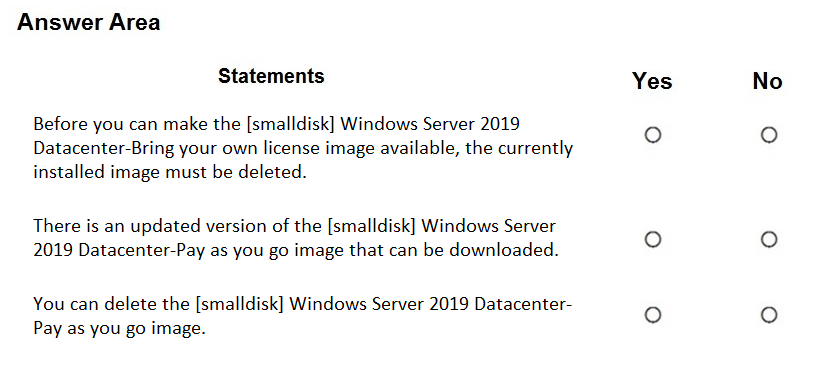 Answer Area
Statements Yes No
Before you can make the [smalldisk] Windows Server 2019
Datacenter-Bring your own license image available, the currently
installed image must be deleted.
There is an updated version of the [smalldisk] Windows Server
2019 Datacenter-Pay as you go image that can be downloaded.
You can delete the [smalldisk] Windows Server 2019 Datacenter-
Pay as you go image.